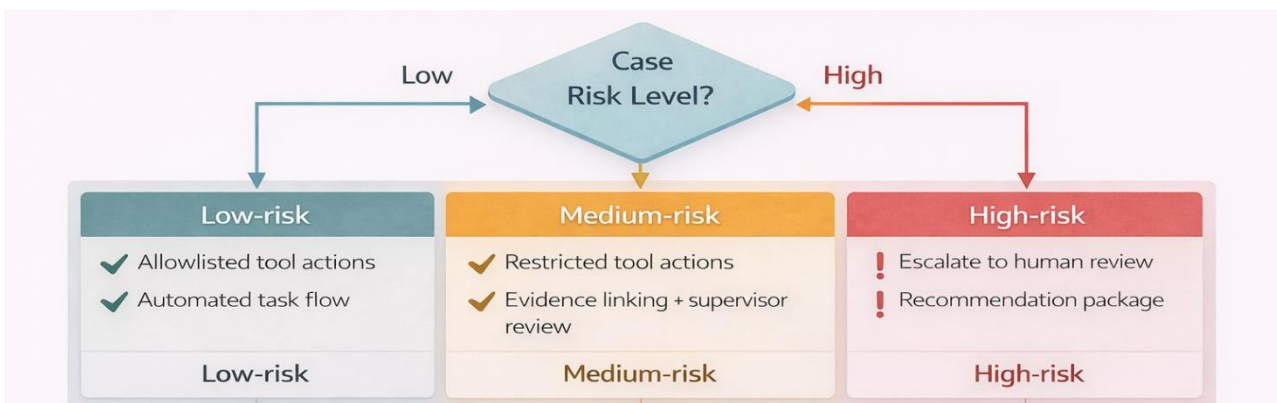 Case
Risk Level?
Low
High
Low-risk
Allowlisted tool actions
Automated task flow
Low-risk
Medium-risk
Restricted tool actions
Evidence linking + supervisor
review
Medium-risk
High-risk
Escalate to human review
Recommendation package
High-risk